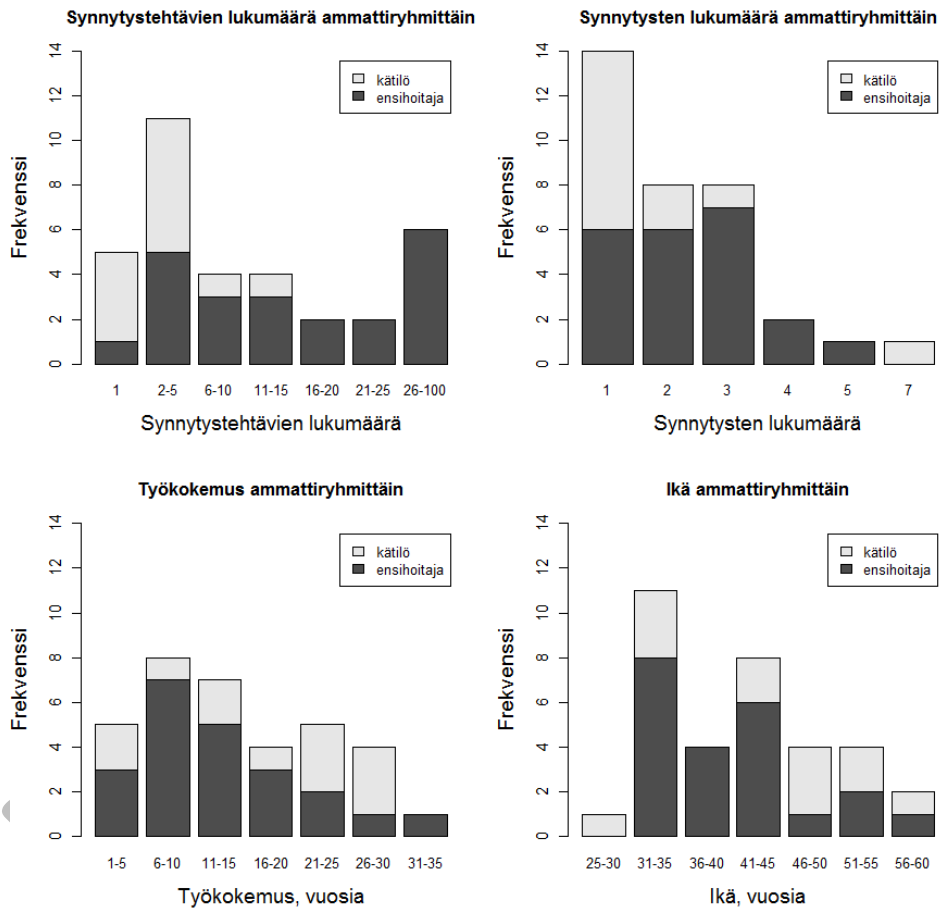 Synnytystehtävien lukumäärä ammattiryhmittäin
14
12
10
8
6
4
2
0
Frekvenssi
kätilö
ensihoitaja
1 2-5 6-10 11-15 16-20 21-25 26-100
Synnytystehtävien lukumäärä
Synnytysten lukumäärä ammattiryhmittäin
14
12
10
8
6
4
2
0
Frekvenssi
kätilö
ensihoitaja
1 2 3 4 5 7
Synnytysten lukumäärä
Työkokemus ammattiryhmittäin
14
12
10
8
6
4
2
0
Frekvenssi
kätilö
ensihoitaja
1-5 6-10 11-15 16-20 21-25 26-30 31-35
Työkokemus, vuosia
Ikä ammattiryhmittäin
14
12
10
8
6
4
2
0
Frekvenssi
kätilö
ensihoitaja
25-30 31-35 36-40 41-45 46-50 51-55 56-60
Ikä, vuosia